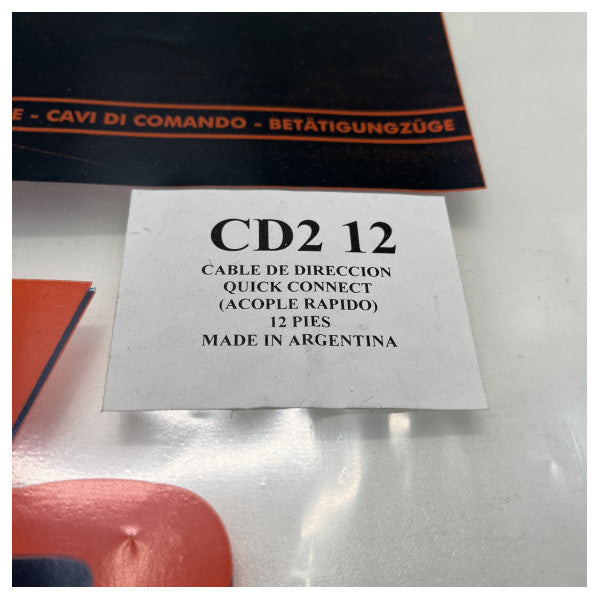 E - CAVI DI COMANDO - BETÄTIGUNGZÜGE
CD2 12
CABLE DE DIRECCION
QUICK CONNECT
(ACOPLE RAPIDO)
12 PIES
MADE IN ARGENTINA